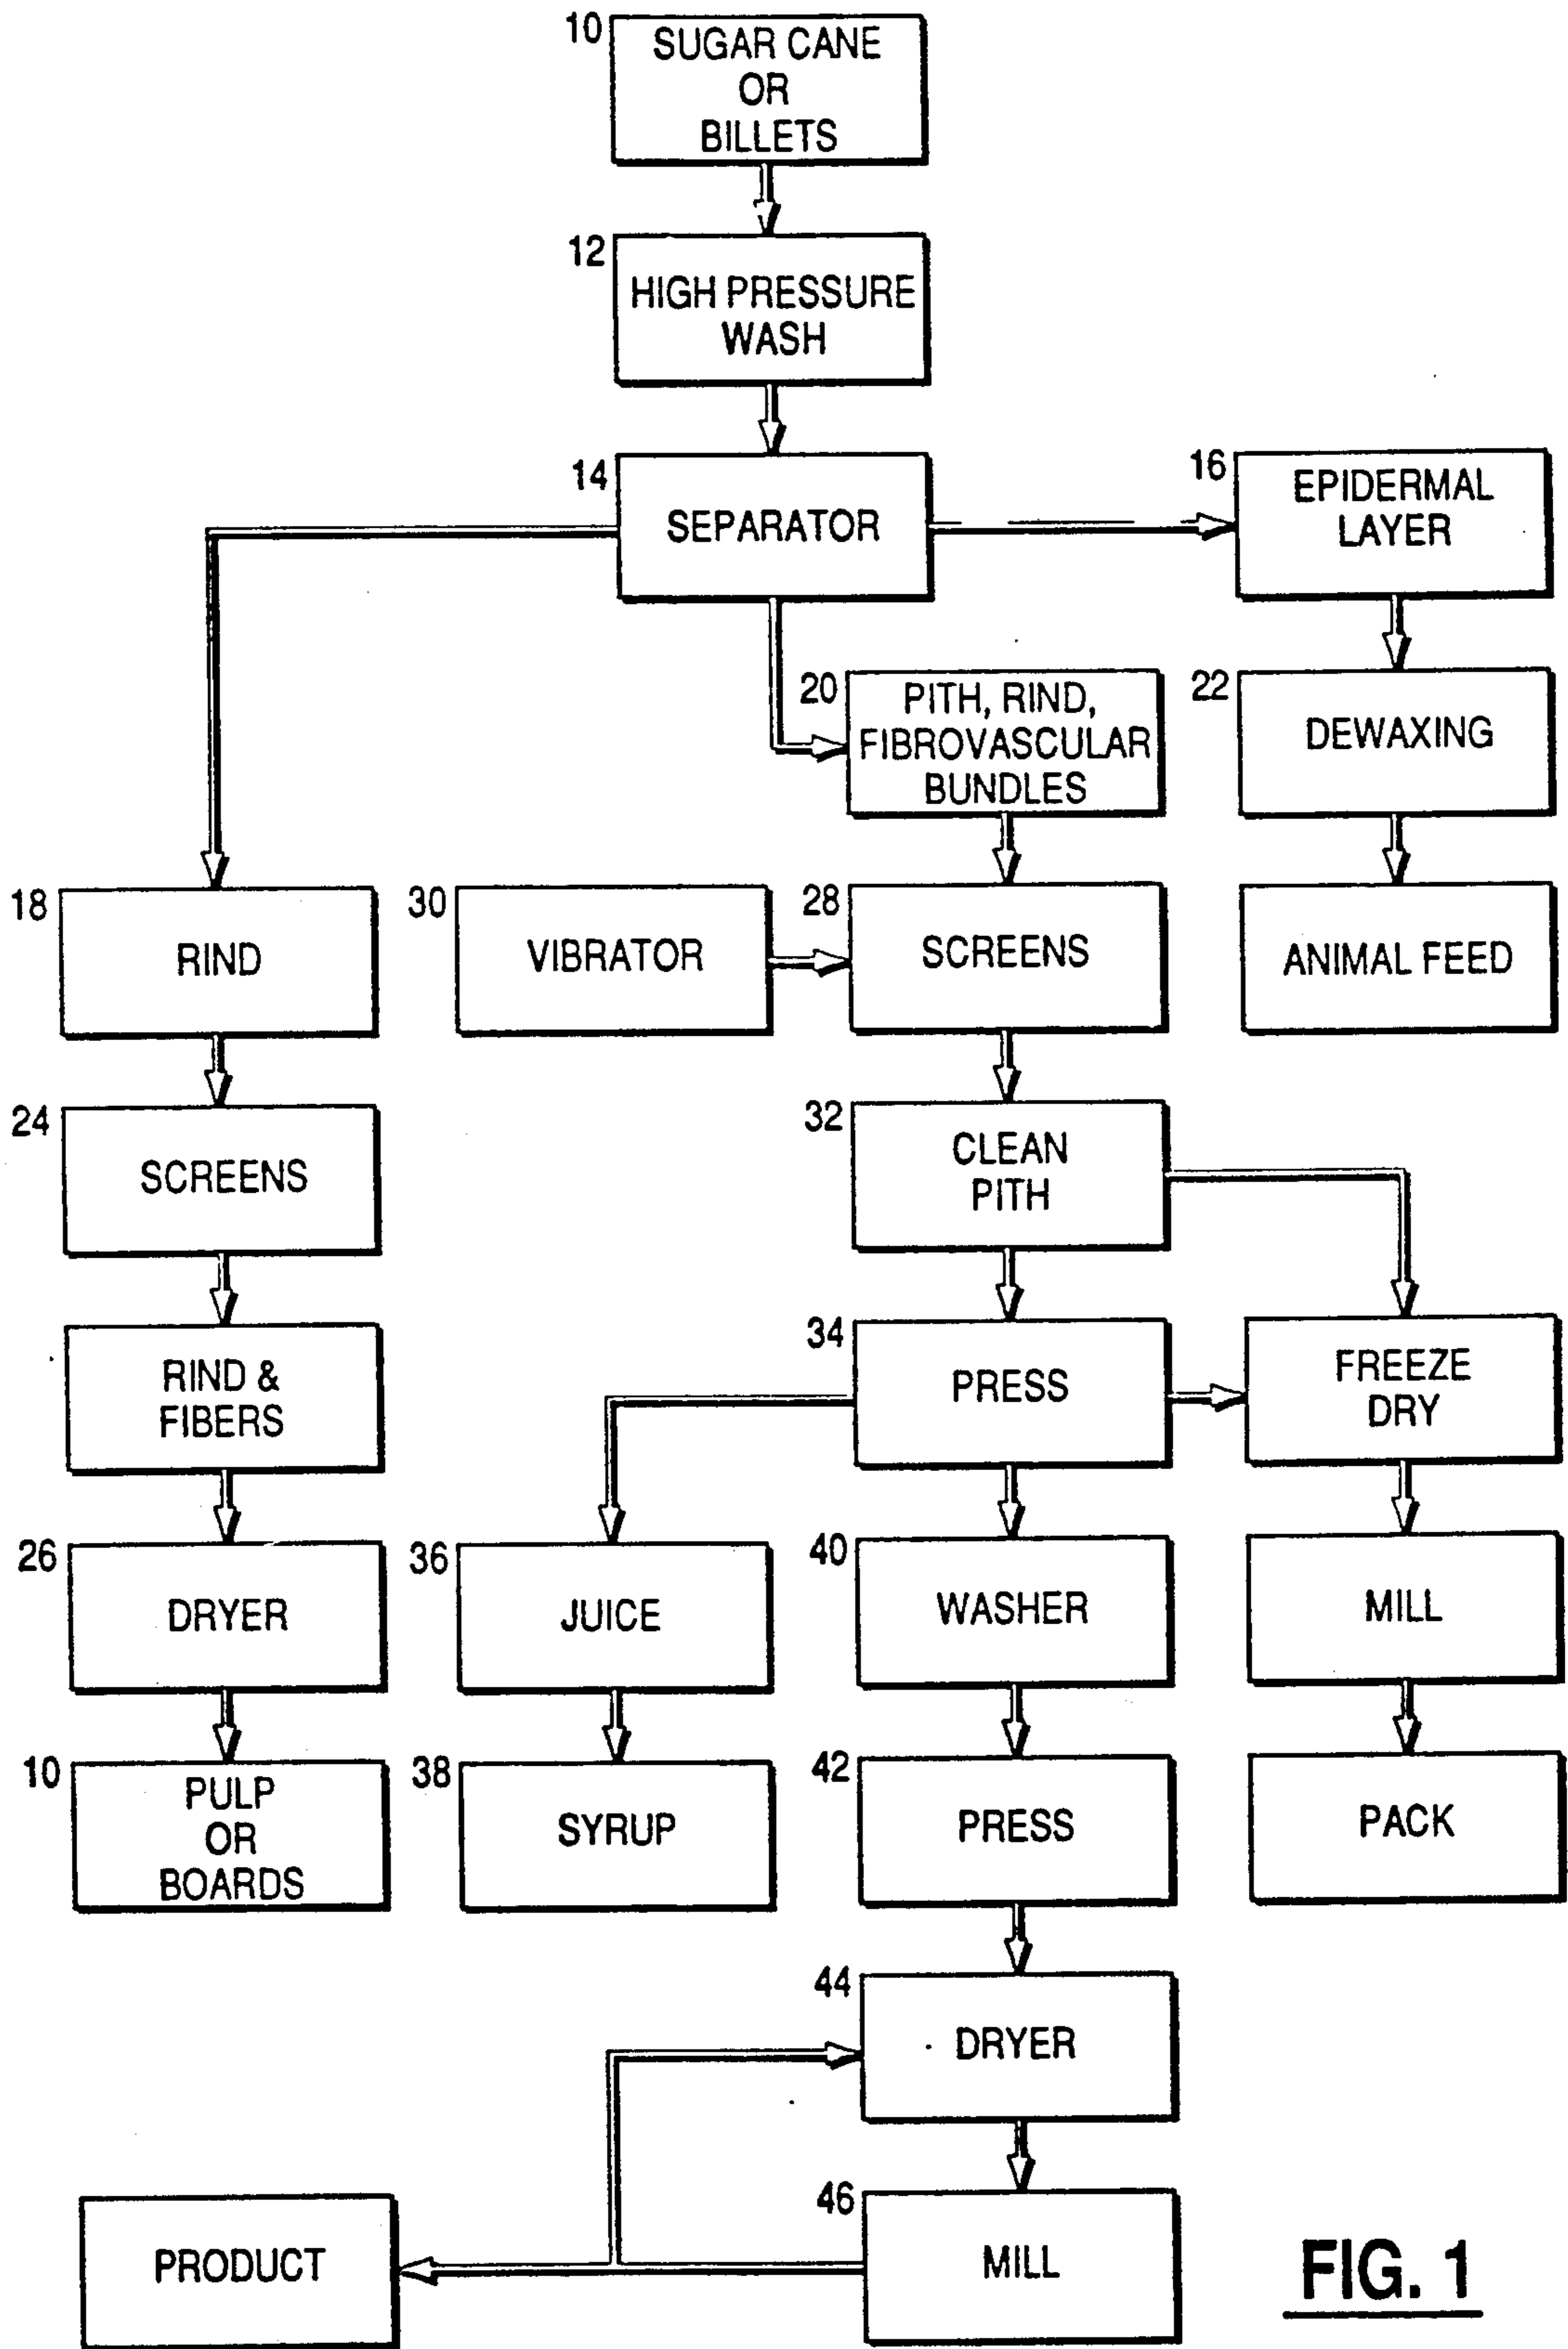 10
SUGAR CANE
OR
BILLETS
12
HIGH PRESSURE
WASH
14
SEPARATOR
16
EPIDERMAL
LAYER
20
PITH, RIND,
FIBROVASCULAR
BUNDLES
22
DEWAXING
18
RIND
30
VIBRATOR
28
SCREENS
ANIMAL FEED
24
SCREENS
32
CLEAN
PITH
RIND &
FIBERS
34
PRESS
FREEZE
DRY
26
DRYER
36
JUICE
40
WASHER
MILL
10
PULP
OR
BOARDS
38
SYRUP
42
PRESS
PACK
44
DRYER
46
MILL
PRODUCT
FIG. 1